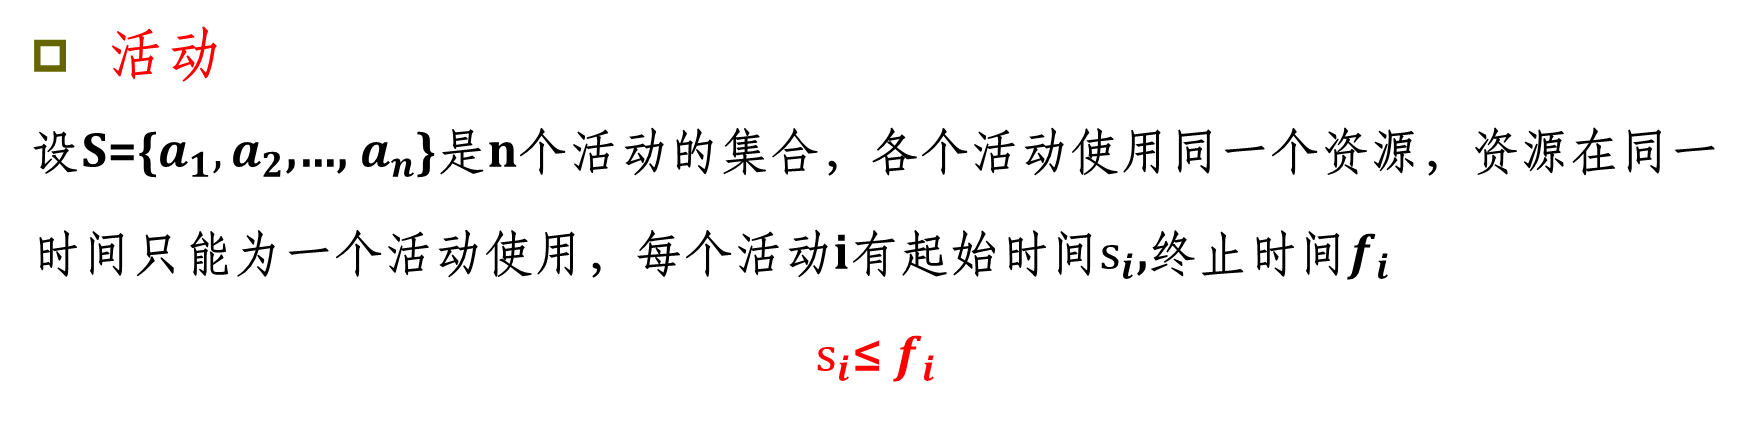 活动
设S={a₁, a₂,..., aₙ}是n个活动的集合，各个活动使用同一个资源，资源在同一
时间只能为一个活动使用，每个活动i有起始时间sᵢ,终止时间fᵢ
sᵢ≤ fᵢ